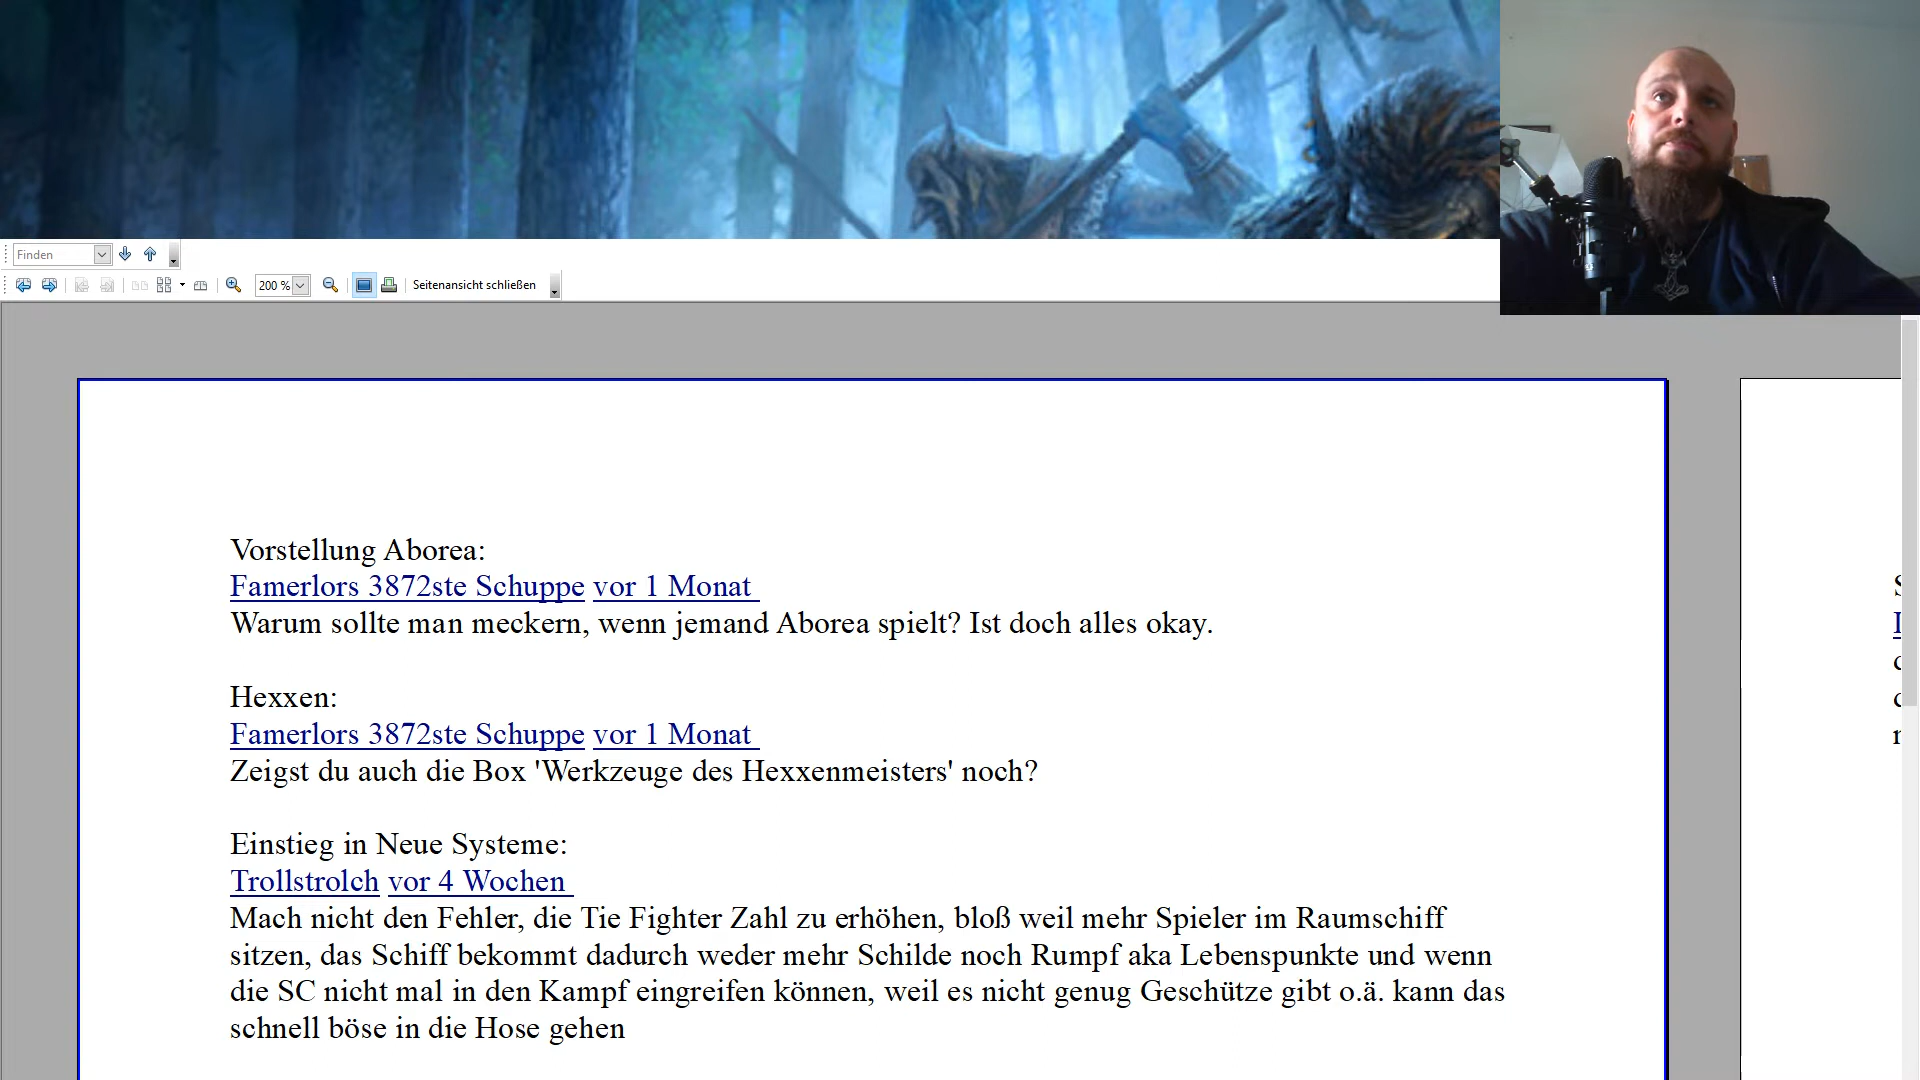 Finden
200 %
Seitenansicht schließen
Vorstellung Aborea:
Famerlors 3872ste Schuppe vor 1 Monat
Warum sollte man meckern, wenn jemand Aborea spielt? Ist doch alles okay.
Hexxen:
Famerlors 3872ste Schuppe vor 1 Monat
Zeigst du auch die Box 'Werkzeuge des Hexxenmeisters' noch?
Einstieg in Neue Systeme:
Trollstrolch vor 4 Wochen
Mach nicht den Fehler, die Tie Fighter Zahl zu erhöhen, bloß weil mehr Spieler im Raumschiff
sitzen, das Schiff bekommt dadurch weder mehr Schilde noch Rumpf aka Lebenspunkte und wenn
die SC nicht mal in den Kampf eingreifen können, weil es nicht genug Geschütze gibt o.ä. kann das
schnell böse in die Hose gehen